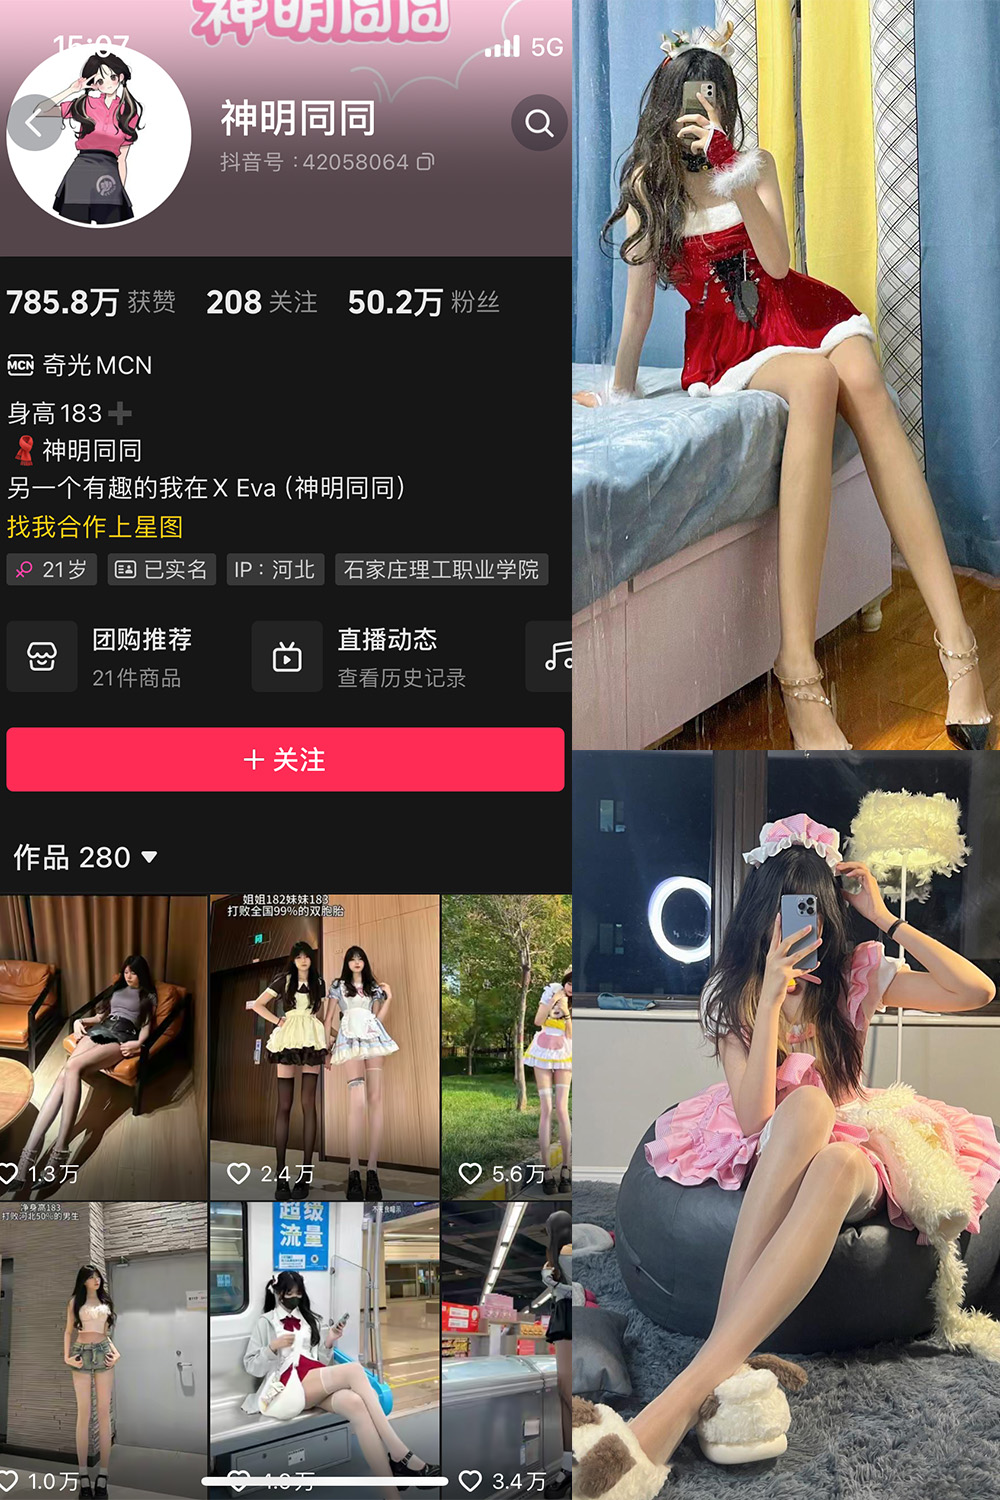 神明同同
15:07
5G
神明同同
抖音号：42058064
785.8万 获赞 208 关注 50.2万 粉丝
MCN 奇光MCN
身高183➕
🧣神明同同
另一个有趣的我在X Eva（神明同同）
找我合作上星图
21岁 已实名 IP：河北 石家庄理工职业学院
团购推荐
21件商品
直播动态
查看历史记录
+ 关注
作品 280
姐姐182妹妹183
打败全国99%的双胞胎
1.3万
2.4万
5.6万
净身高183
打败河北50%的男生
超级
流量
1.0万
3.4万